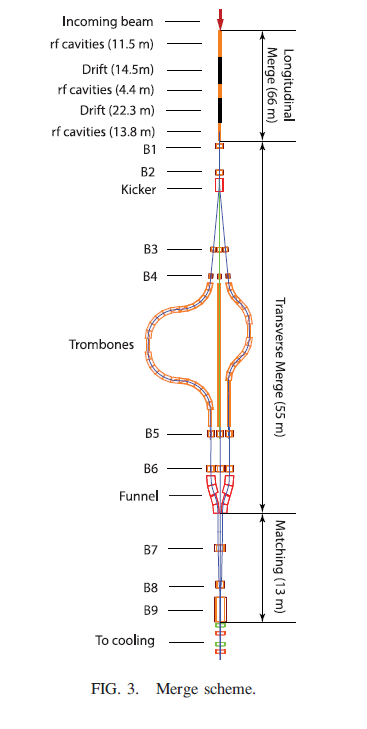 Incoming beam
rf cavities (11.5 m)
Drift (14.5m)
rf cavities (4.4 m)
Drift (22.3 m)
rf cavities (13.8 m)
Longitudinal
Merge (66 m)
B1
B2
Kicker
B3
B4
Trombones
Transverse Merge (55 m)
B5
B6
Funnel
B7
B8
B9
Matching (13 m)
To cooling
FIG. 3. Merge scheme.